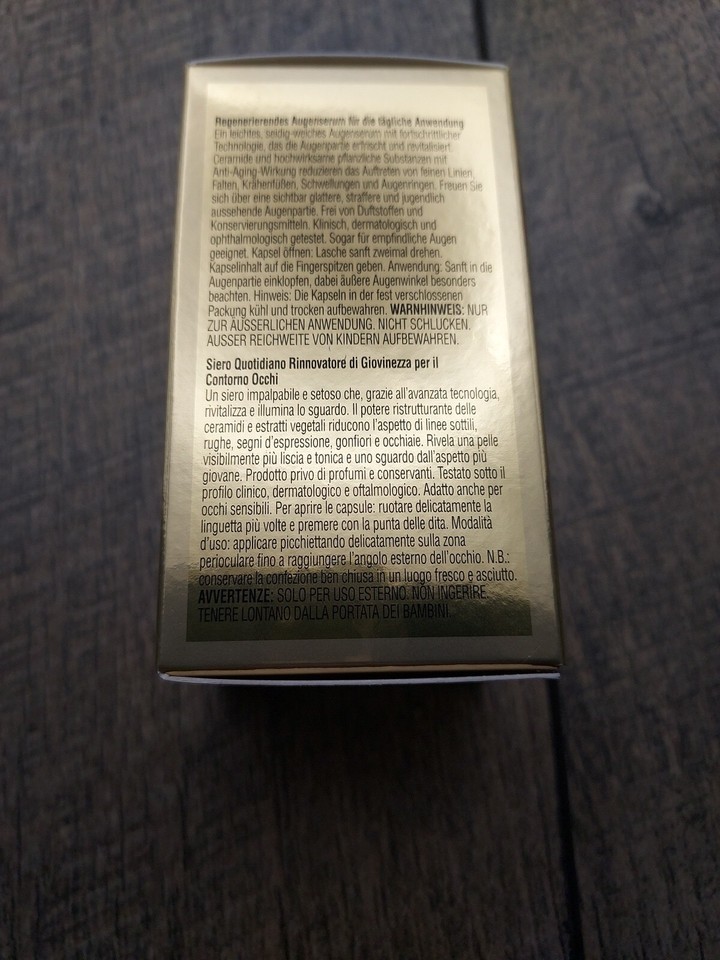 Regenerierendes Augenserum für die tägliche Anwendung
Ein leichtes, seidig-weiches Augenserum mit fortschrittlicher
Technologie, das die Augenpartie erfrischt und revitalisiert.
Ceramide und hochwirksame pflanzliche Substanzen mit
Anti-Aging-Wirkung reduzieren das Auftreten von feinen Linien,
Falten, Krähenfüßen, Schwellungen und Augenringen. Freuen Sie
sich über eine sichtbar glattere, straffere und jugendlich
aussehende Augenpartie. Frei von Duftstoffen und
Konservierungsmitteln. Klinisch, dermatologisch und
ophthalmologisch getestet. Sogar für empfindliche Augen
geeignet. Kapsel öffnen: Lasche sanft zweimal drehen.
Kapselinhalt auf die Fingerspitzen geben. Anwendung: Sanft in die
Augenpartie einklopfen, dabei äußere Augenwinkel besonders
beachten. Hinweis: Die Kapseln in der fest verschlossenen
Packung kühl und trocken aufbewahren. WARNHINWEIS: NUR
ZUR ÄUSSERLICHEN ANWENDUNG. NICHT SCHLUCKEN.
AUSSER REICHWEITE VON KINDERN AUFBEWAHREN.
Siero Quotidiano Rinnovatore di Giovinezza per il
Contorno Occhi
Un siero impalpabile e setoso che, grazie all'avanzata tecnologia,
rivitalizza e illumina lo sguardo. Il potere ristrutturante delle
ceramidi e estratti vegetali riducono l'aspetto di linee sottili,
rughe, segni d'espressione, gonfiori e occhiaie. Rivela una pelle
visibilmente più liscia e tonica e uno sguardo dall'aspetto più
giovane. Prodotto privo di profumi e conservanti. Testato sotto il
profilo clinico, dermatologico e oftalmologico. Adatto anche per
occhi sensibili. Per aprire le capsule: ruotare delicatamente la
linguetta più volte e premere con la punta delle dita. Modalità
d'uso: applicare picchiettando delicatamente sulla zona
perioculare fino a raggiungere l'angolo esterno dell'occhio. N.B.:
conservare la confezione ben chiusa in un luogo fresco e asciutto.
AVVERTENZE: SOLO PER USO ESTERNO. NON INGERIRE.
TENERE LONTANO DALLA PORTATA DEI BAMBINI.